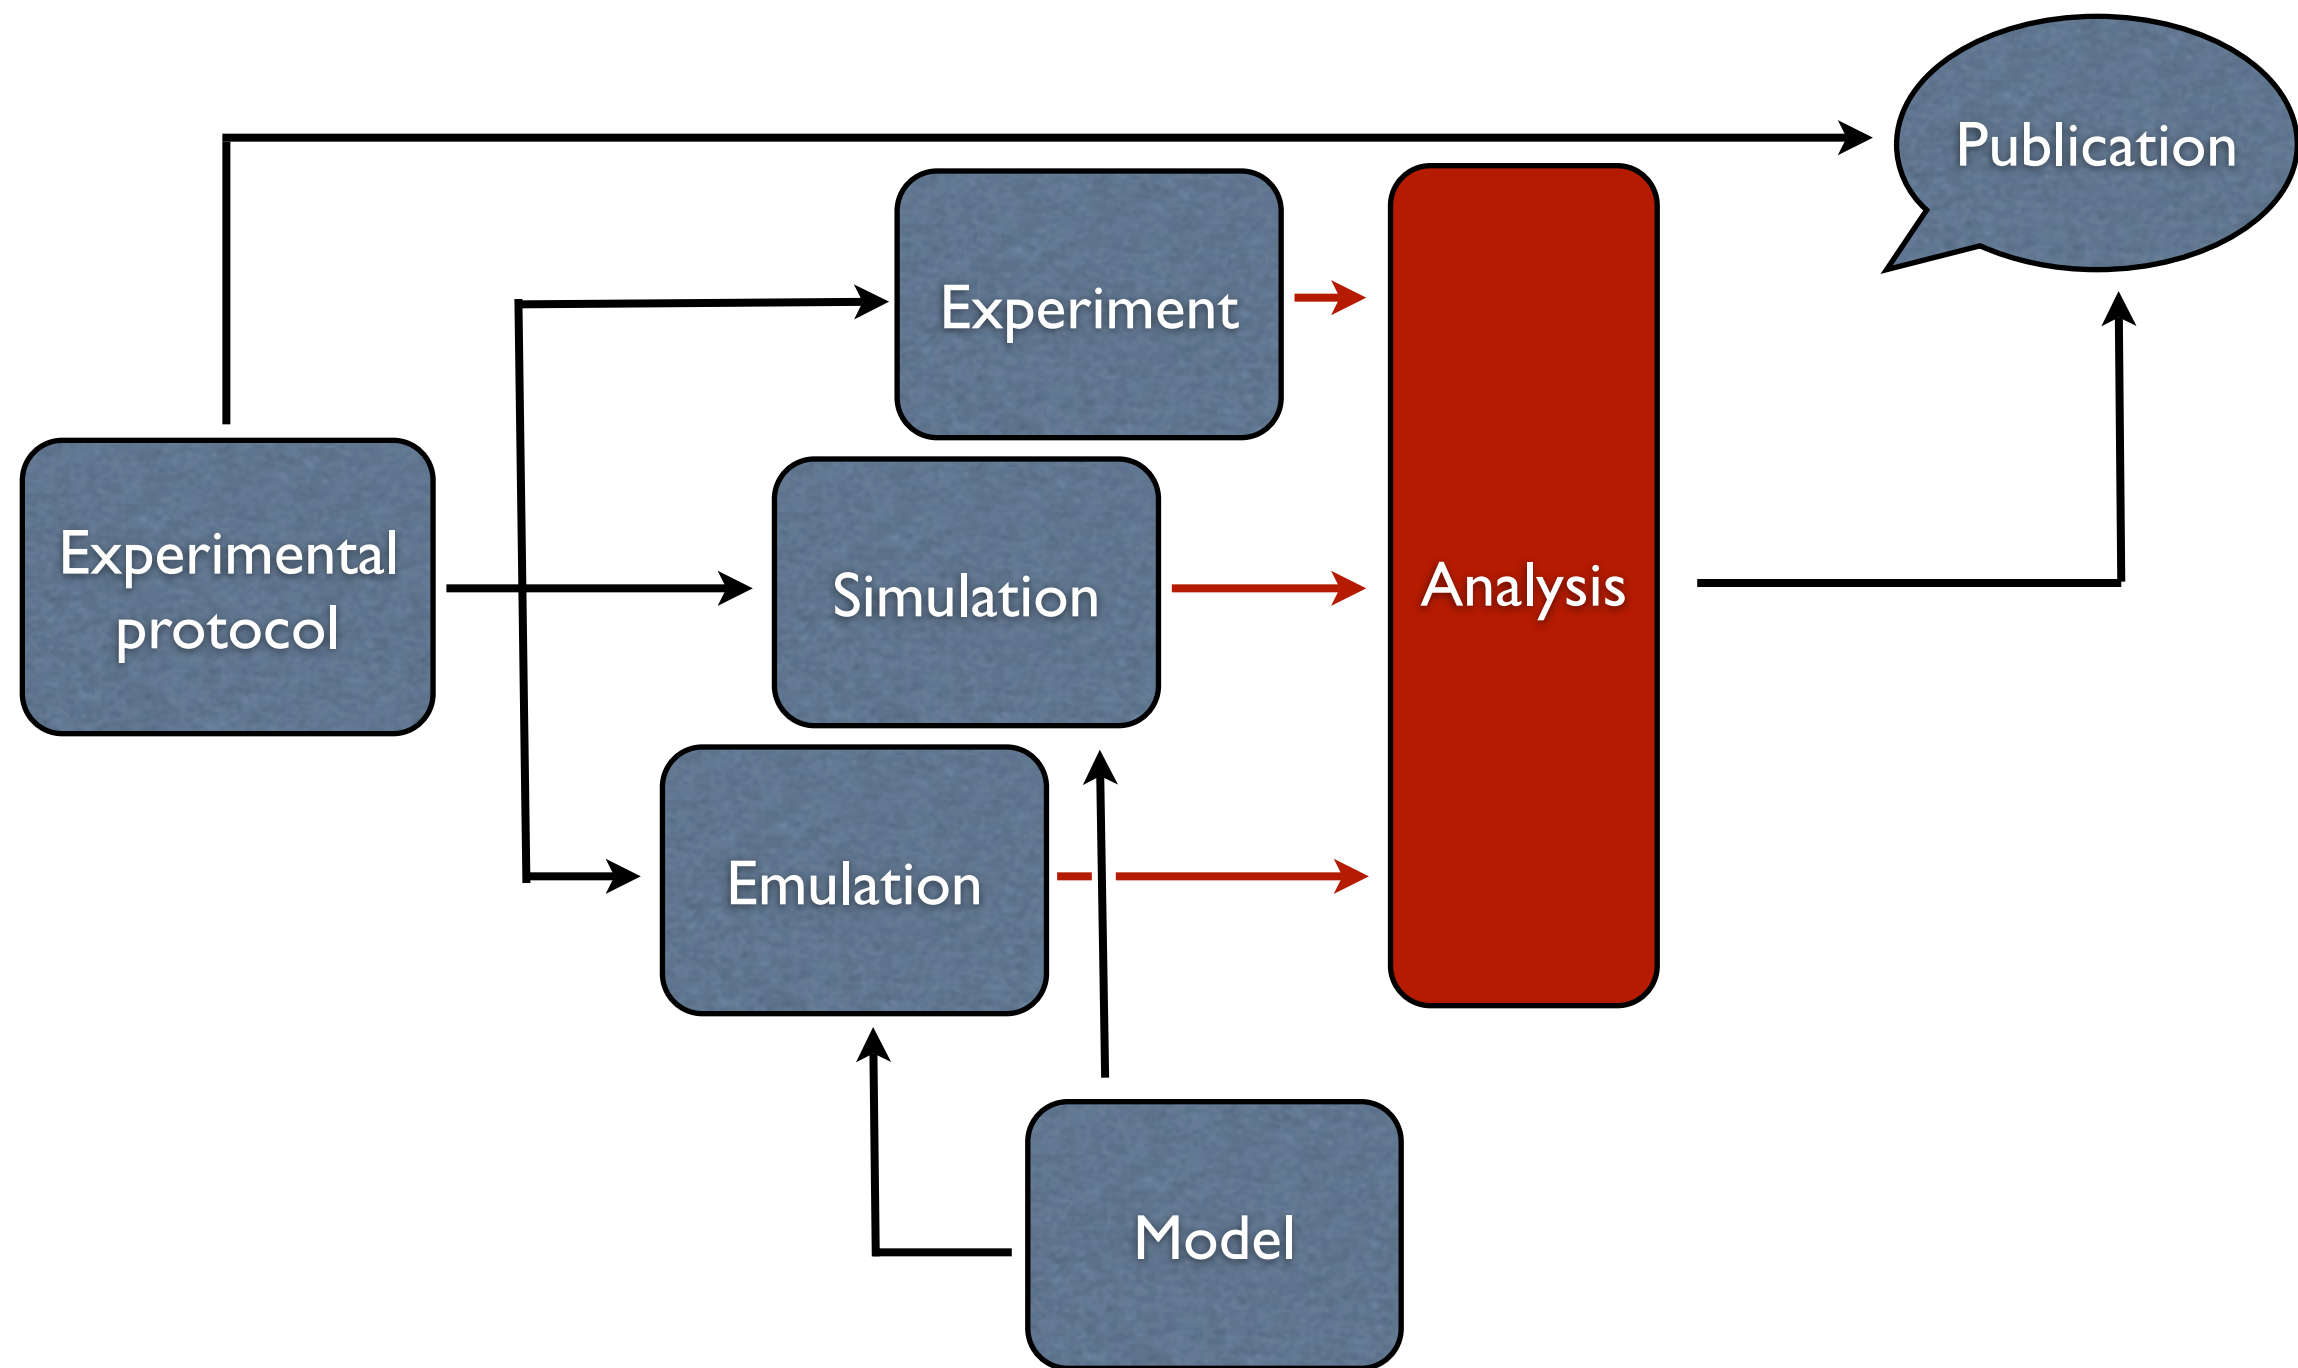 Publication
Experiment
Experimental
protocol
Simulation
Analysis
Emulation
Model